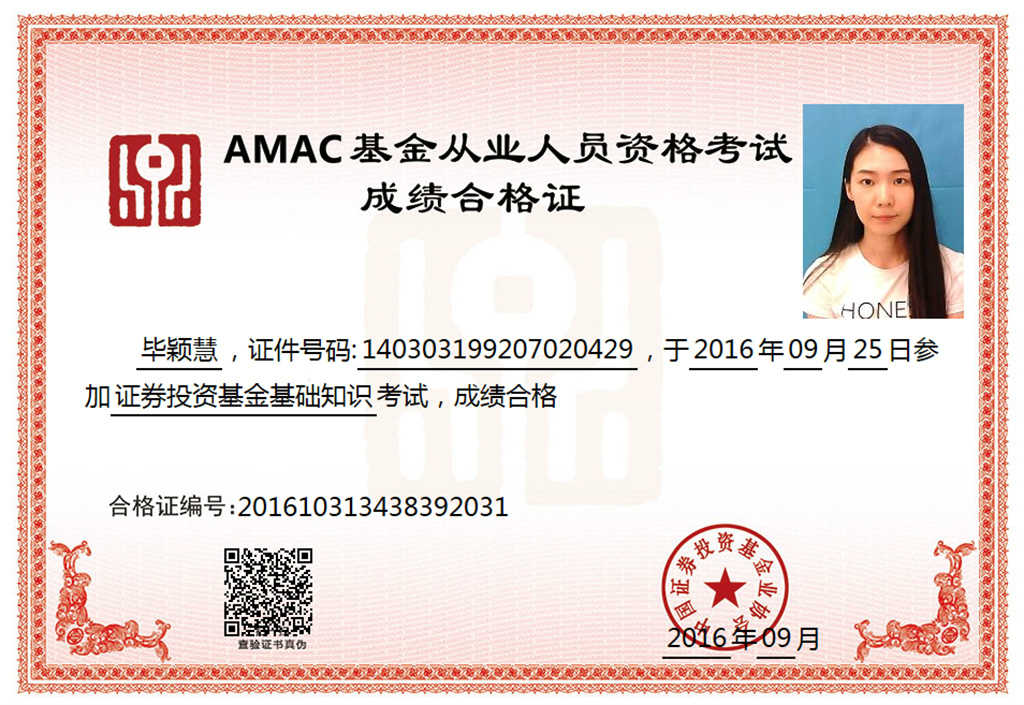 AMAC基金从业人员资格考试
成绩合格证
HONE
毕颖慧，证件号码:140303199207020429，于2016年09月25日参
加证券投资基金基础知识考试，成绩合格
合格证编号:201610313438392031
查验证书真伪
中国证券投资基金业协会
2016年09月